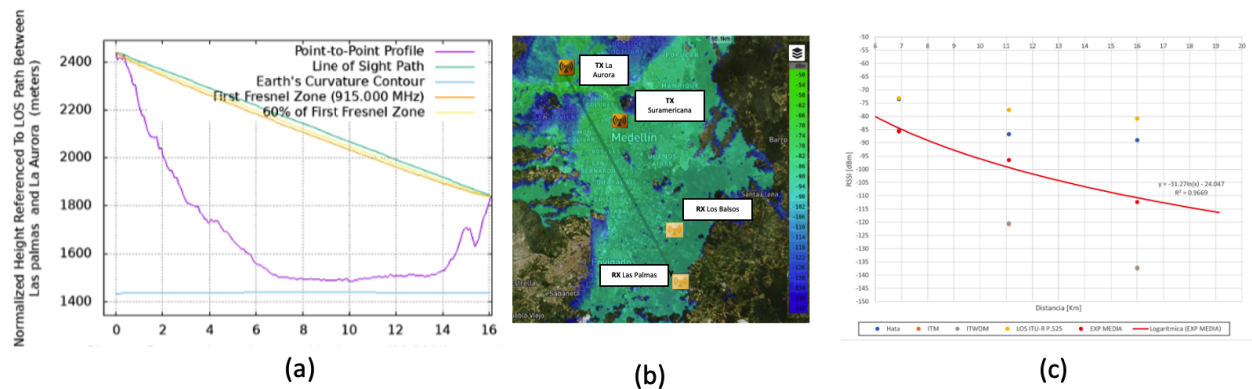 Normalized Height Referenced To LOS Path Between
Las palmas and La Aurora (meters)
2400
2200
2000
1800
1600
1400
0
2
4
6
8
10
12
14
16
Point-to-Point Profile
Line of Sight Path
Earth's Curvature Contour
First Fresnel Zone (915.000 MHz)
60% of First Fresnel Zone
(a)
TX La
Aurora
TX
Suramericana
Medellín
RX Los Balsos
RX Las Palmas
Santa Elena
Envigado
Sabaneta
(b)
RSSI [dBm]
-50
-55
-60
-65
-70
-75
-80
-85
-90
-95
-100
-105
-110
-115
-120
-125
-130
-135
-140
-145
-150
6
7
8
9
10
11
12
13
14
15
16
17
18
19
20
y = -31.27ln(x) - 24.047
R² = 0.9669
Distancia [Km]
Hata
ITM
ITWOM
LOS ITU-R P.525
EXP MEDIA
Logarítmica (EXP MEDIA)
(c)